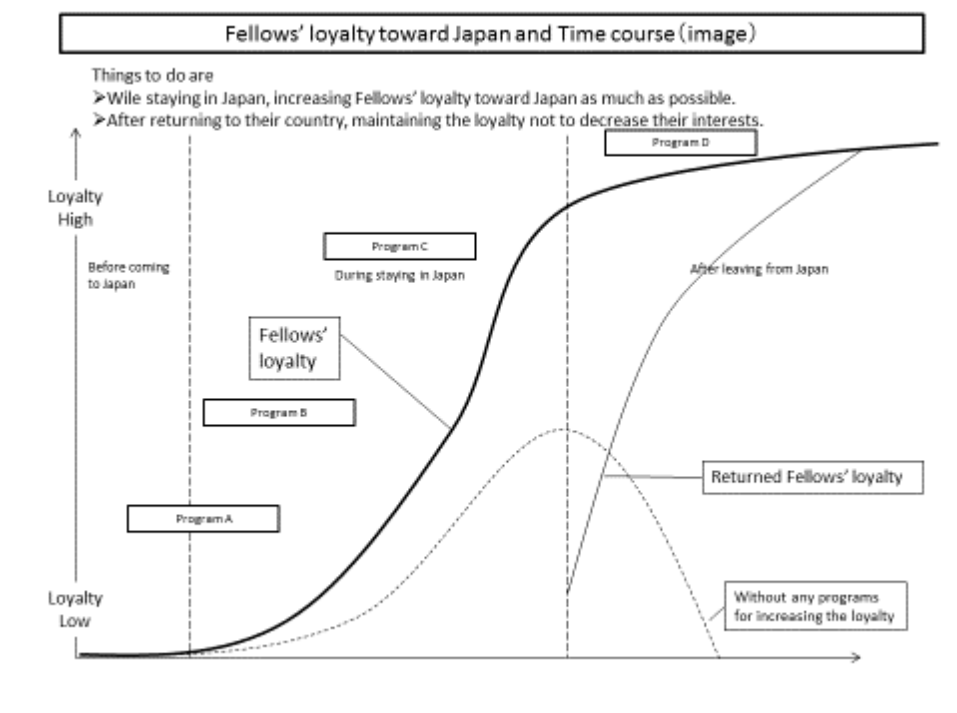 Fellows' loyalty toward Japan and Time course（image）
Things to do are
➢Wile staying in Japan, increasing Fellows' loyalty toward Japan as much as possible.
➢After returning to their country, maintaining the loyalty not to decrease their interests.
Program D
Loyalty
High
Program C
Before coming
to Japan
During staying in Japan
After leaving from Japan
Fellows'
loyalty
Program B
Returned Fellows' loyalty
Program A
Loyalty
Low
Without any programs
for increasing the loyalty